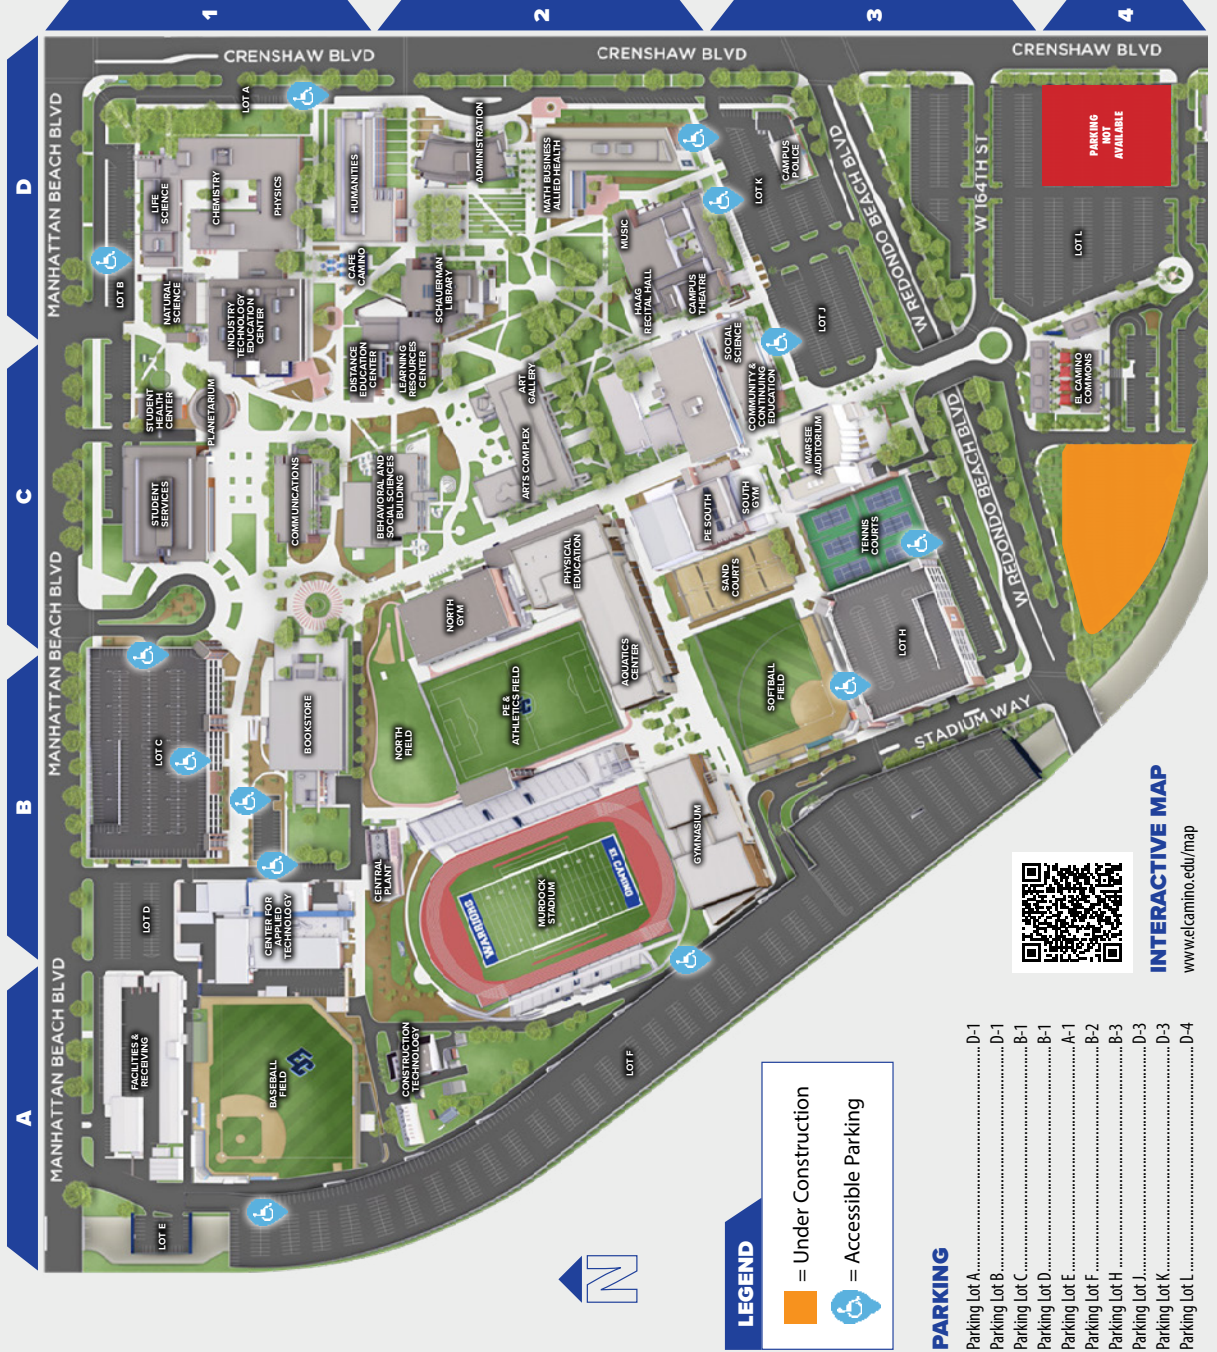 A
B
C
D
1
2
3
4
MANHATTAN BEACH BLVD
MANHATTAN BEACH BLVD
MANHATTAN BEACH BLVD
CRENSHAW BLVD
CRENSHAW BLVD
CRENSHAW BLVD
LOT E
FACILITIES &
RECEIVING
LOT D
LOT C
STUDENT
SERVICES
STUDENT
HEALTH
CENTER
PLANETARIUM
LOT B
NATURAL
SCIENCE
LIFE
SCIENCE
CHEMISTRY
PHYSICS
LOT A
INDUSTRY
TECHNOLOGY
EDUCATION
CENTER
BASEBALL
FIELD
CENTER FOR
APPLIED
TECHNOLOGY
BOOKSTORE
COMMUNICATIONS
BEHAVIORAL AND
SOCIAL SCIENCES
BUILDING
DISTANCE
EDUCATION
CENTER
LEARNING
RESOURCES
CENTER
CAFE
CAMINO
HUMANITIES
SCHAUERMAN
LIBRARY
ADMINISTRATION
CONSTRUCTION
TECHNOLOGY
CENTRAL
PLANT
NORTH
FIELD
NORTH
GYM
WARRIORS
MURDOCK
STADIUM
EL CAMINO
PE &
ATHLETICS FIELD
PHYSICAL
EDUCATION
AQUATICS
CENTER
ARTS COMPLEX
ART
GALLERY
MATH BUSINESS
ALLIED HEALTH
MUSIC
HAAG
RECITAL HALL
CAMPUS
THEATRE
LOT F
GYMNASIUM
SOFTBALL
FIELD
SAND
COURTS
PE SOUTH
SOUTH
GYM
SOCIAL
SCIENCE
COMMUNITY &
CONTINUING
EDUCATION
MARSEE
AUDITORIUM
TENNIS
COURTS
LOT H
LOT J
LOT K
CAMPUS
POLICE
W REDONDO BEACH BLVD
W REDONDO BEACH BLVD
STADIUM WAY
W 164TH ST
LOT L
PARKING
NOT
AVAILABLE
EL CAMINO
COMMONS
N
LEGEND
= Under Construction
= Accessible Parking
PARKING
Parking Lot A.......... D-1
Parking Lot B.......... D-1
Parking Lot C.......... B-1
Parking Lot D.......... B-1
Parking Lot E.......... A-1
Parking Lot F.......... B-2
Parking Lot H.......... B-3
Parking Lot J.......... D-3
Parking Lot K.......... D-3
Parking Lot L.......... D-4
INTERACTIVE MAP
www.elcamino.edu/map